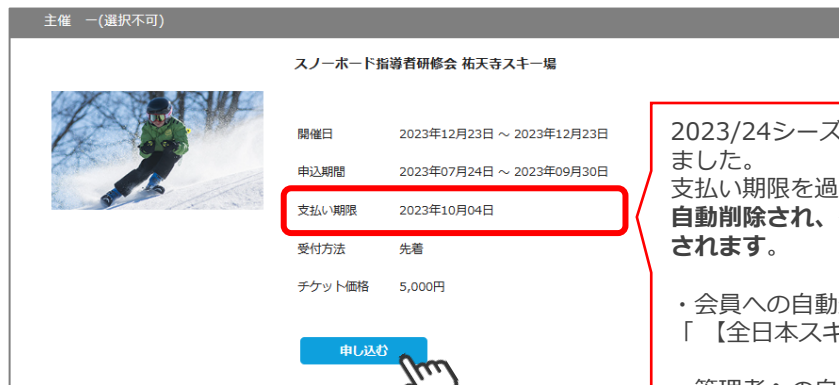 主催 ー(選択不可)
スノーボード指導者研修会 祐天寺スキー場
開催日 2023年12月23日 ～ 2023年12月23日
申込期間 2023年07月24日 ～ 2023年09月30日
支払い期限 2023年10月04日
受付方法 先着
チケット価格 5,000円
申し込む
2023/24シーズ
ました。
支払い期限を過
自動削除され、
されます。
・会員への自動
「 【全日本スキ